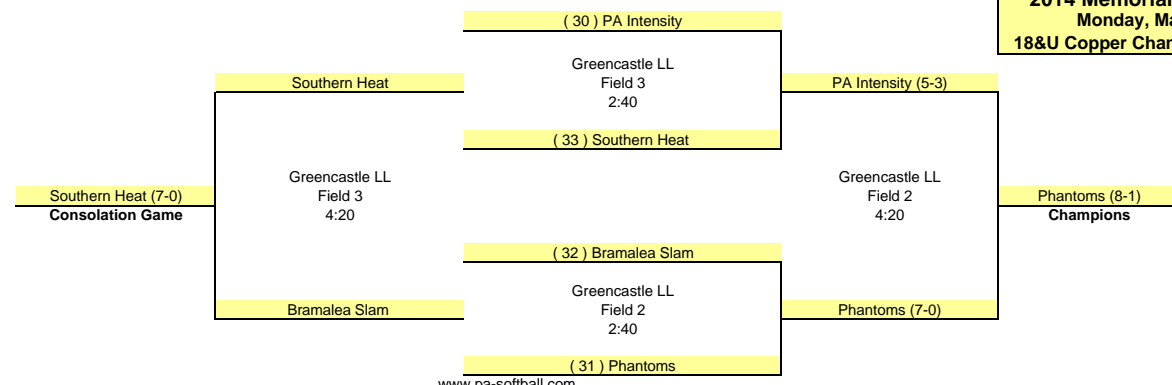 2014 Memorial
Monday, Ma
18&U Copper Cham
( 30 ) PA Intensity
Greencastle LL
Field 3
2:40
Southern Heat
PA Intensity (5-3)
( 33 ) Southern Heat
Greencastle LL
Field 3
4:20
Greencastle LL
Field 2
4:20
Southern Heat (7-0)
Consolation Game
Phantoms (8-1)
Champions
( 32 ) Bramalea Slam
Greencastle LL
Field 2
2:40
Bramalea Slam
Phantoms (7-0)
( 31 ) Phantoms
www.pa-softball.com